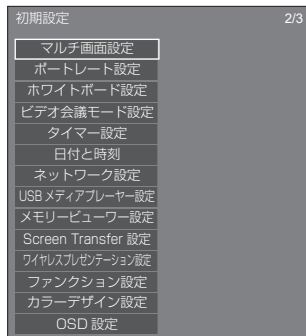 初期設定 2/3
マルチ画面設定
ポートレート設定
ホワイトボード設定
ビデオ会議モード設定
タイマー設定
日付と時刻
ネットワーク設定
USBメディアプレーヤー設定
メモリービューワー設定
Screen Transfer 設定
ワイヤレスプレゼンテーション設定
ファンクション設定
カラーデザイン設定
OSD 設定